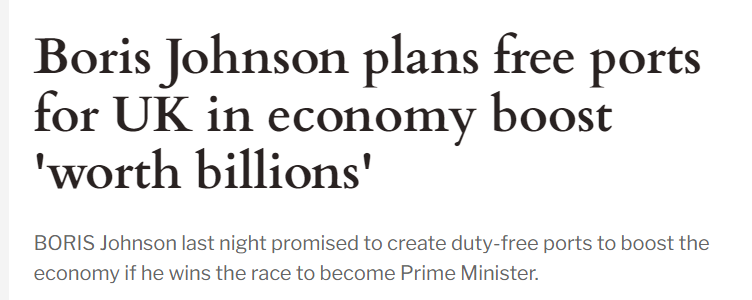 Boris Johnson plans free ports
for UK in economy boost
'worth billions'
BORIS Johnson last night promised to create duty-free ports to boost the
economy if he wins the race to become Prime Minister.